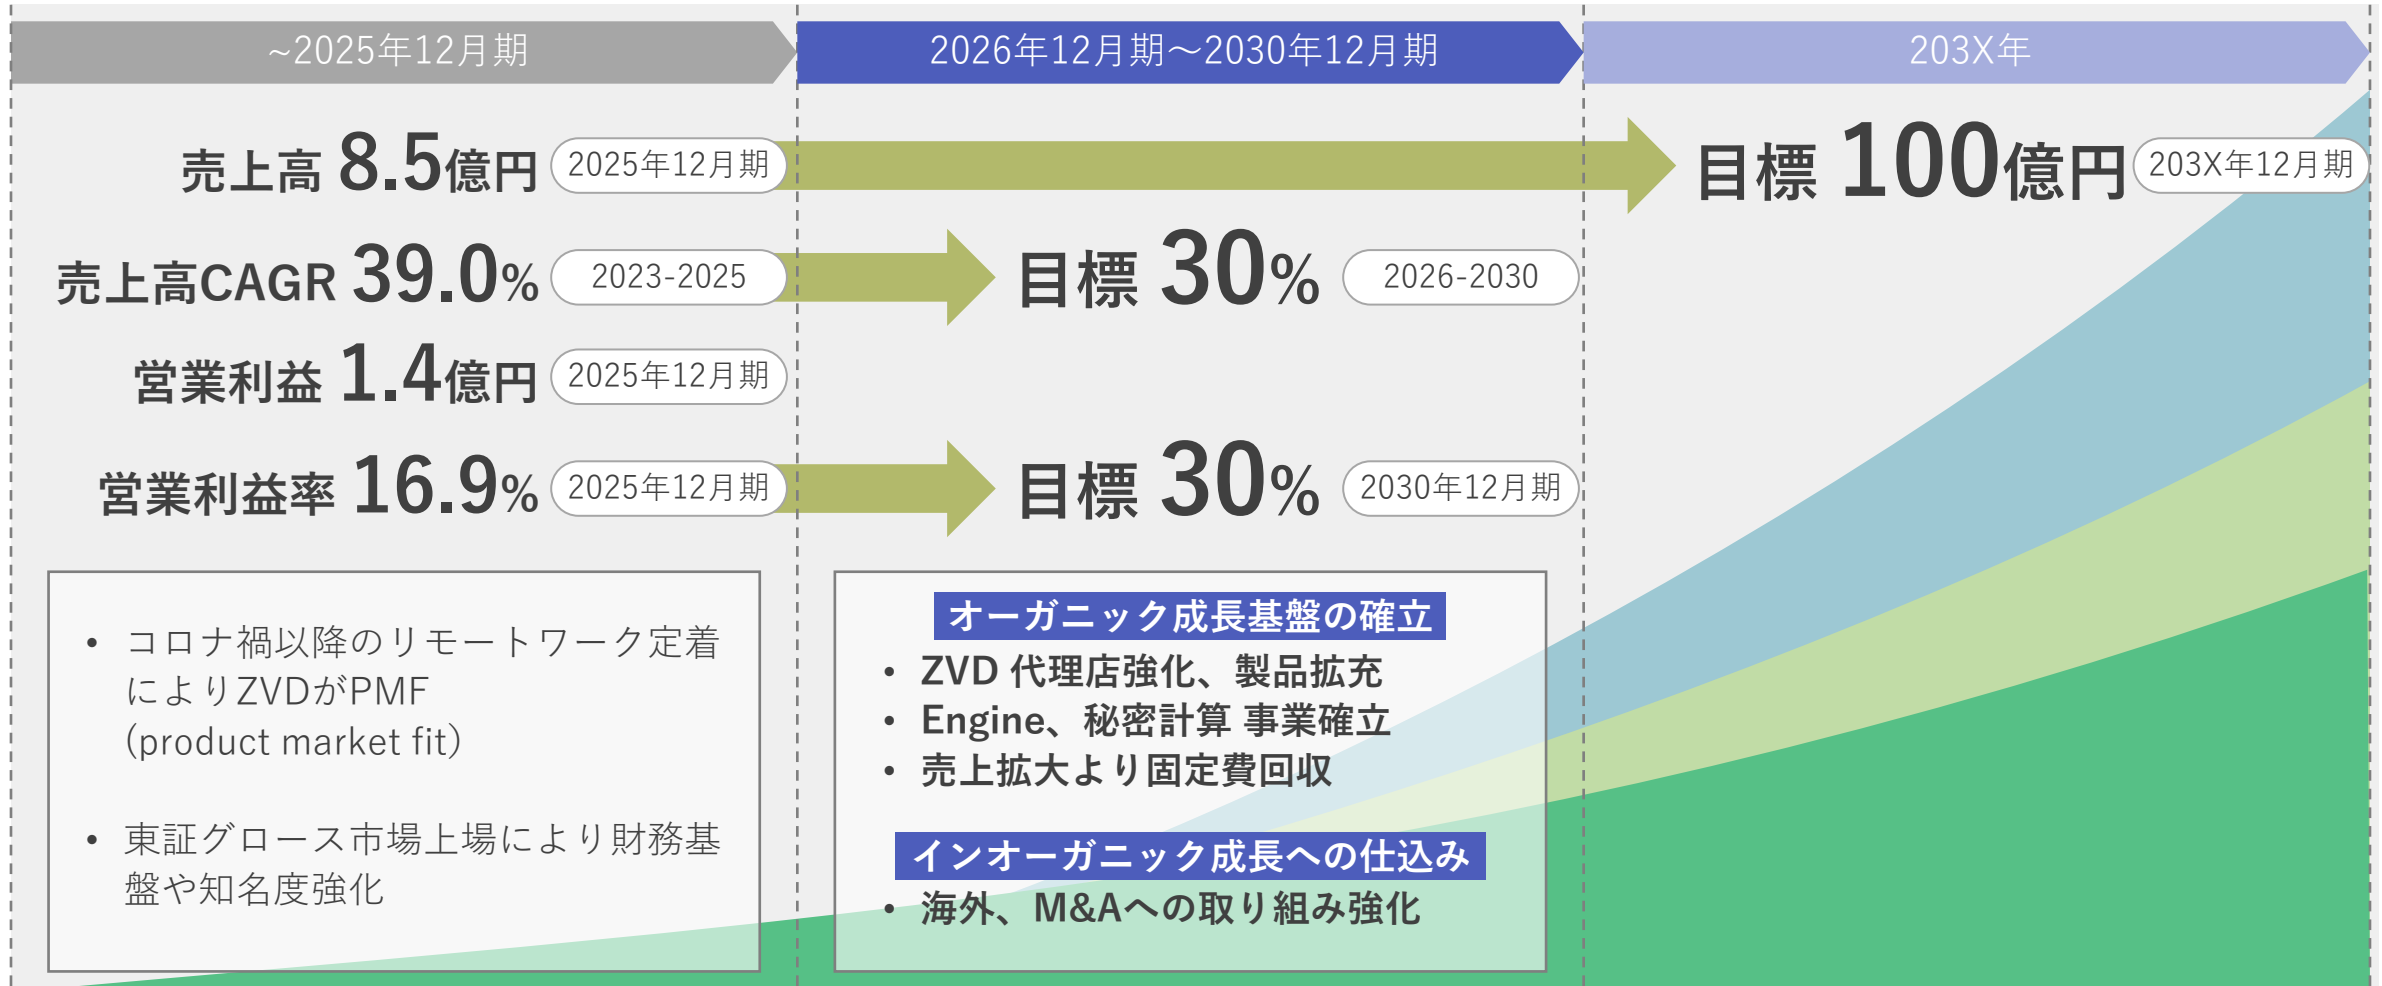 ~2025年12月期
2026年12月期～2030年12月期
203X年
売上高 8.5億円 2025年12月期
目標 100億円 203X年12月期
売上高CAGR 39.0% 2023-2025
目標 30% 2026-2030
営業利益 1.4億円 2025年12月期
営業利益率 16.9% 2025年12月期
目標 30% 2030年12月期
• コロナ禍以降のリモートワーク定着
によりZVDがPMF
(product market fit)
• 東証グロース市場上場により財務基
盤や知名度強化
オーガニック成長基盤の確立
• ZVD 代理店強化、製品拡充
• Engine、秘密計算 事業確立
• 売上拡大より固定費回収
インオーガニック成長への仕込み
• 海外、M&Aへの取り組み強化